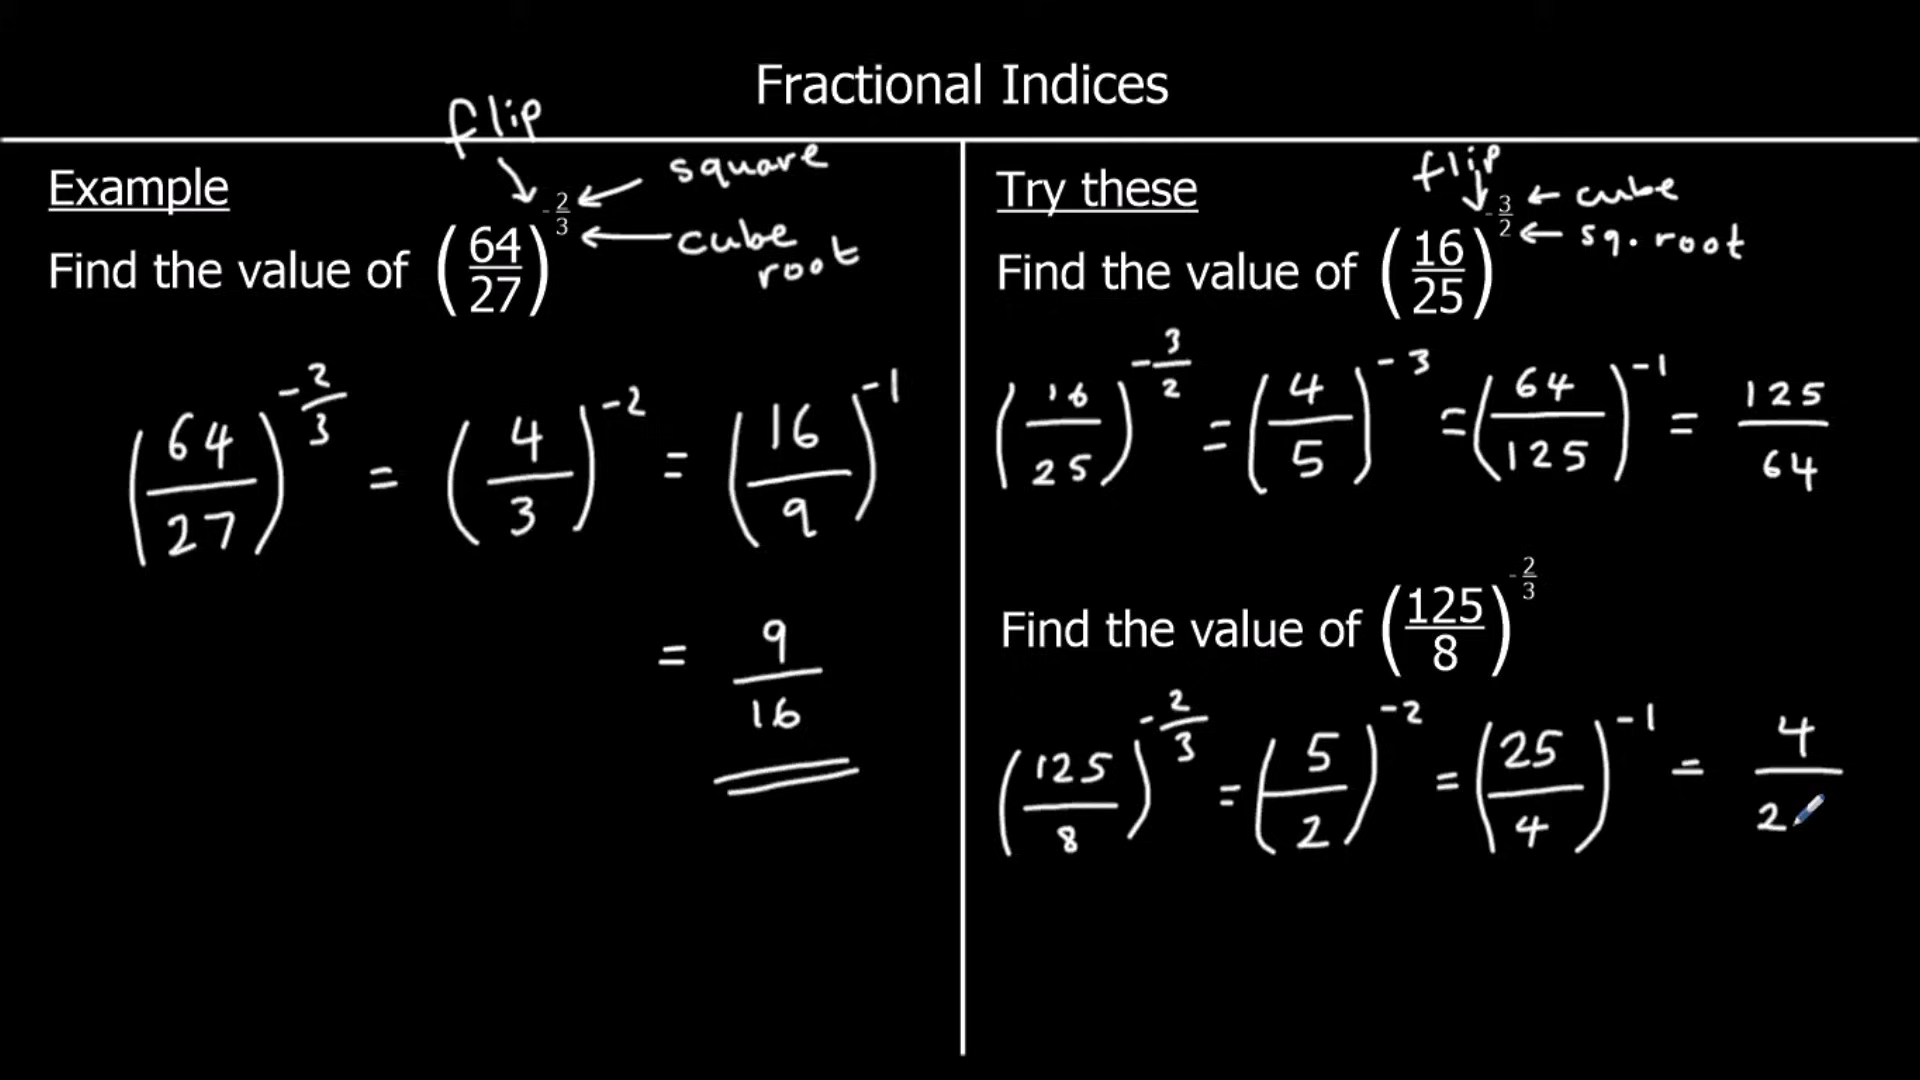 Fractional Indices
flip
square
Example
Find the value of (64/27)^-2/3
cube
root
(64/27)^-2/3 = (4/3)^-2 = (16/9)^-1
= 9/16
flip
cube
Try these
sq. root
Find the value of (16/25)^-3/2
(16/25)^-3/2 = (4/5)^-3 = (64/125)^-1 = 125/64
Find the value of (125/8)^-2/3
(125/8)^-2/3 = (5/2)^-2 = (25/4)^-1 = 4/2